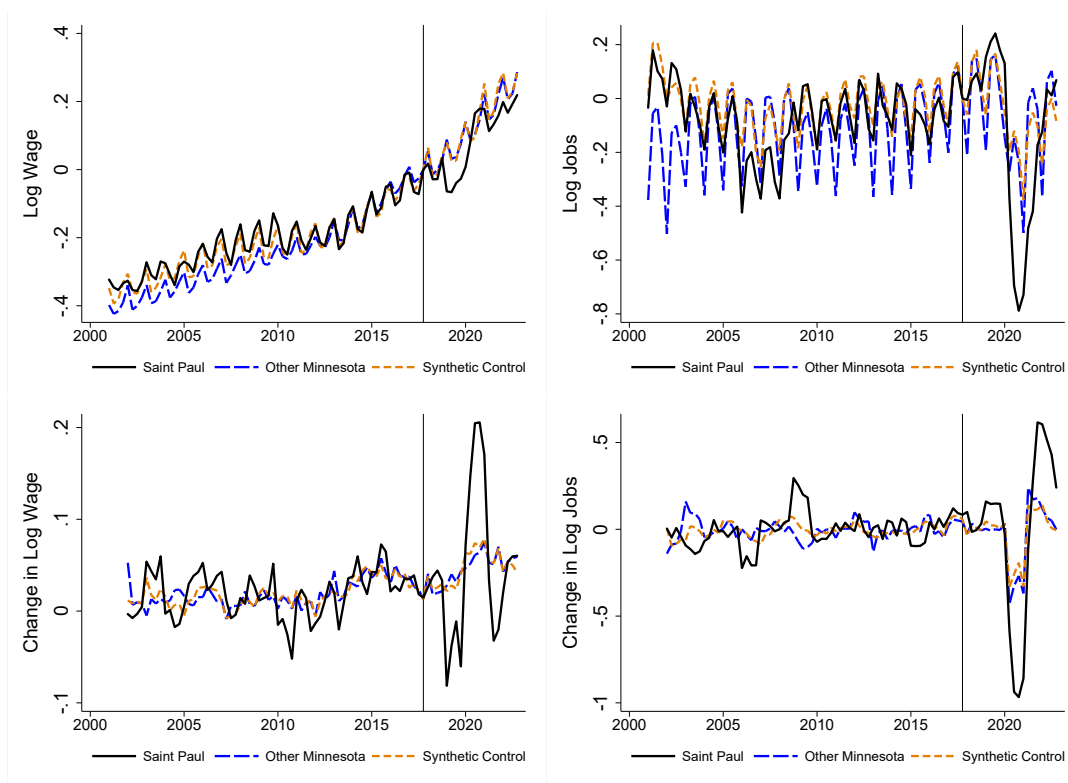 Log Wage
.4
.2
0
-.2
-.4
2000 2005 2010 2015 2020
Saint Paul Other Minnesota Synthetic Control
Log Jobs
.2
0
-.2
-.4
-.6
-.8
2000 2005 2010 2015 2020
Saint Paul Other Minnesota Synthetic Control
Change in Log Wage
.2
.1
0
-.1
2000 2005 2010 2015 2020
Saint Paul Other Minnesota Synthetic Control
Change in Log Jobs
.5
0
-.5
-1
2000 2005 2010 2015 2020
Saint Paul Other Minnesota Synthetic Control